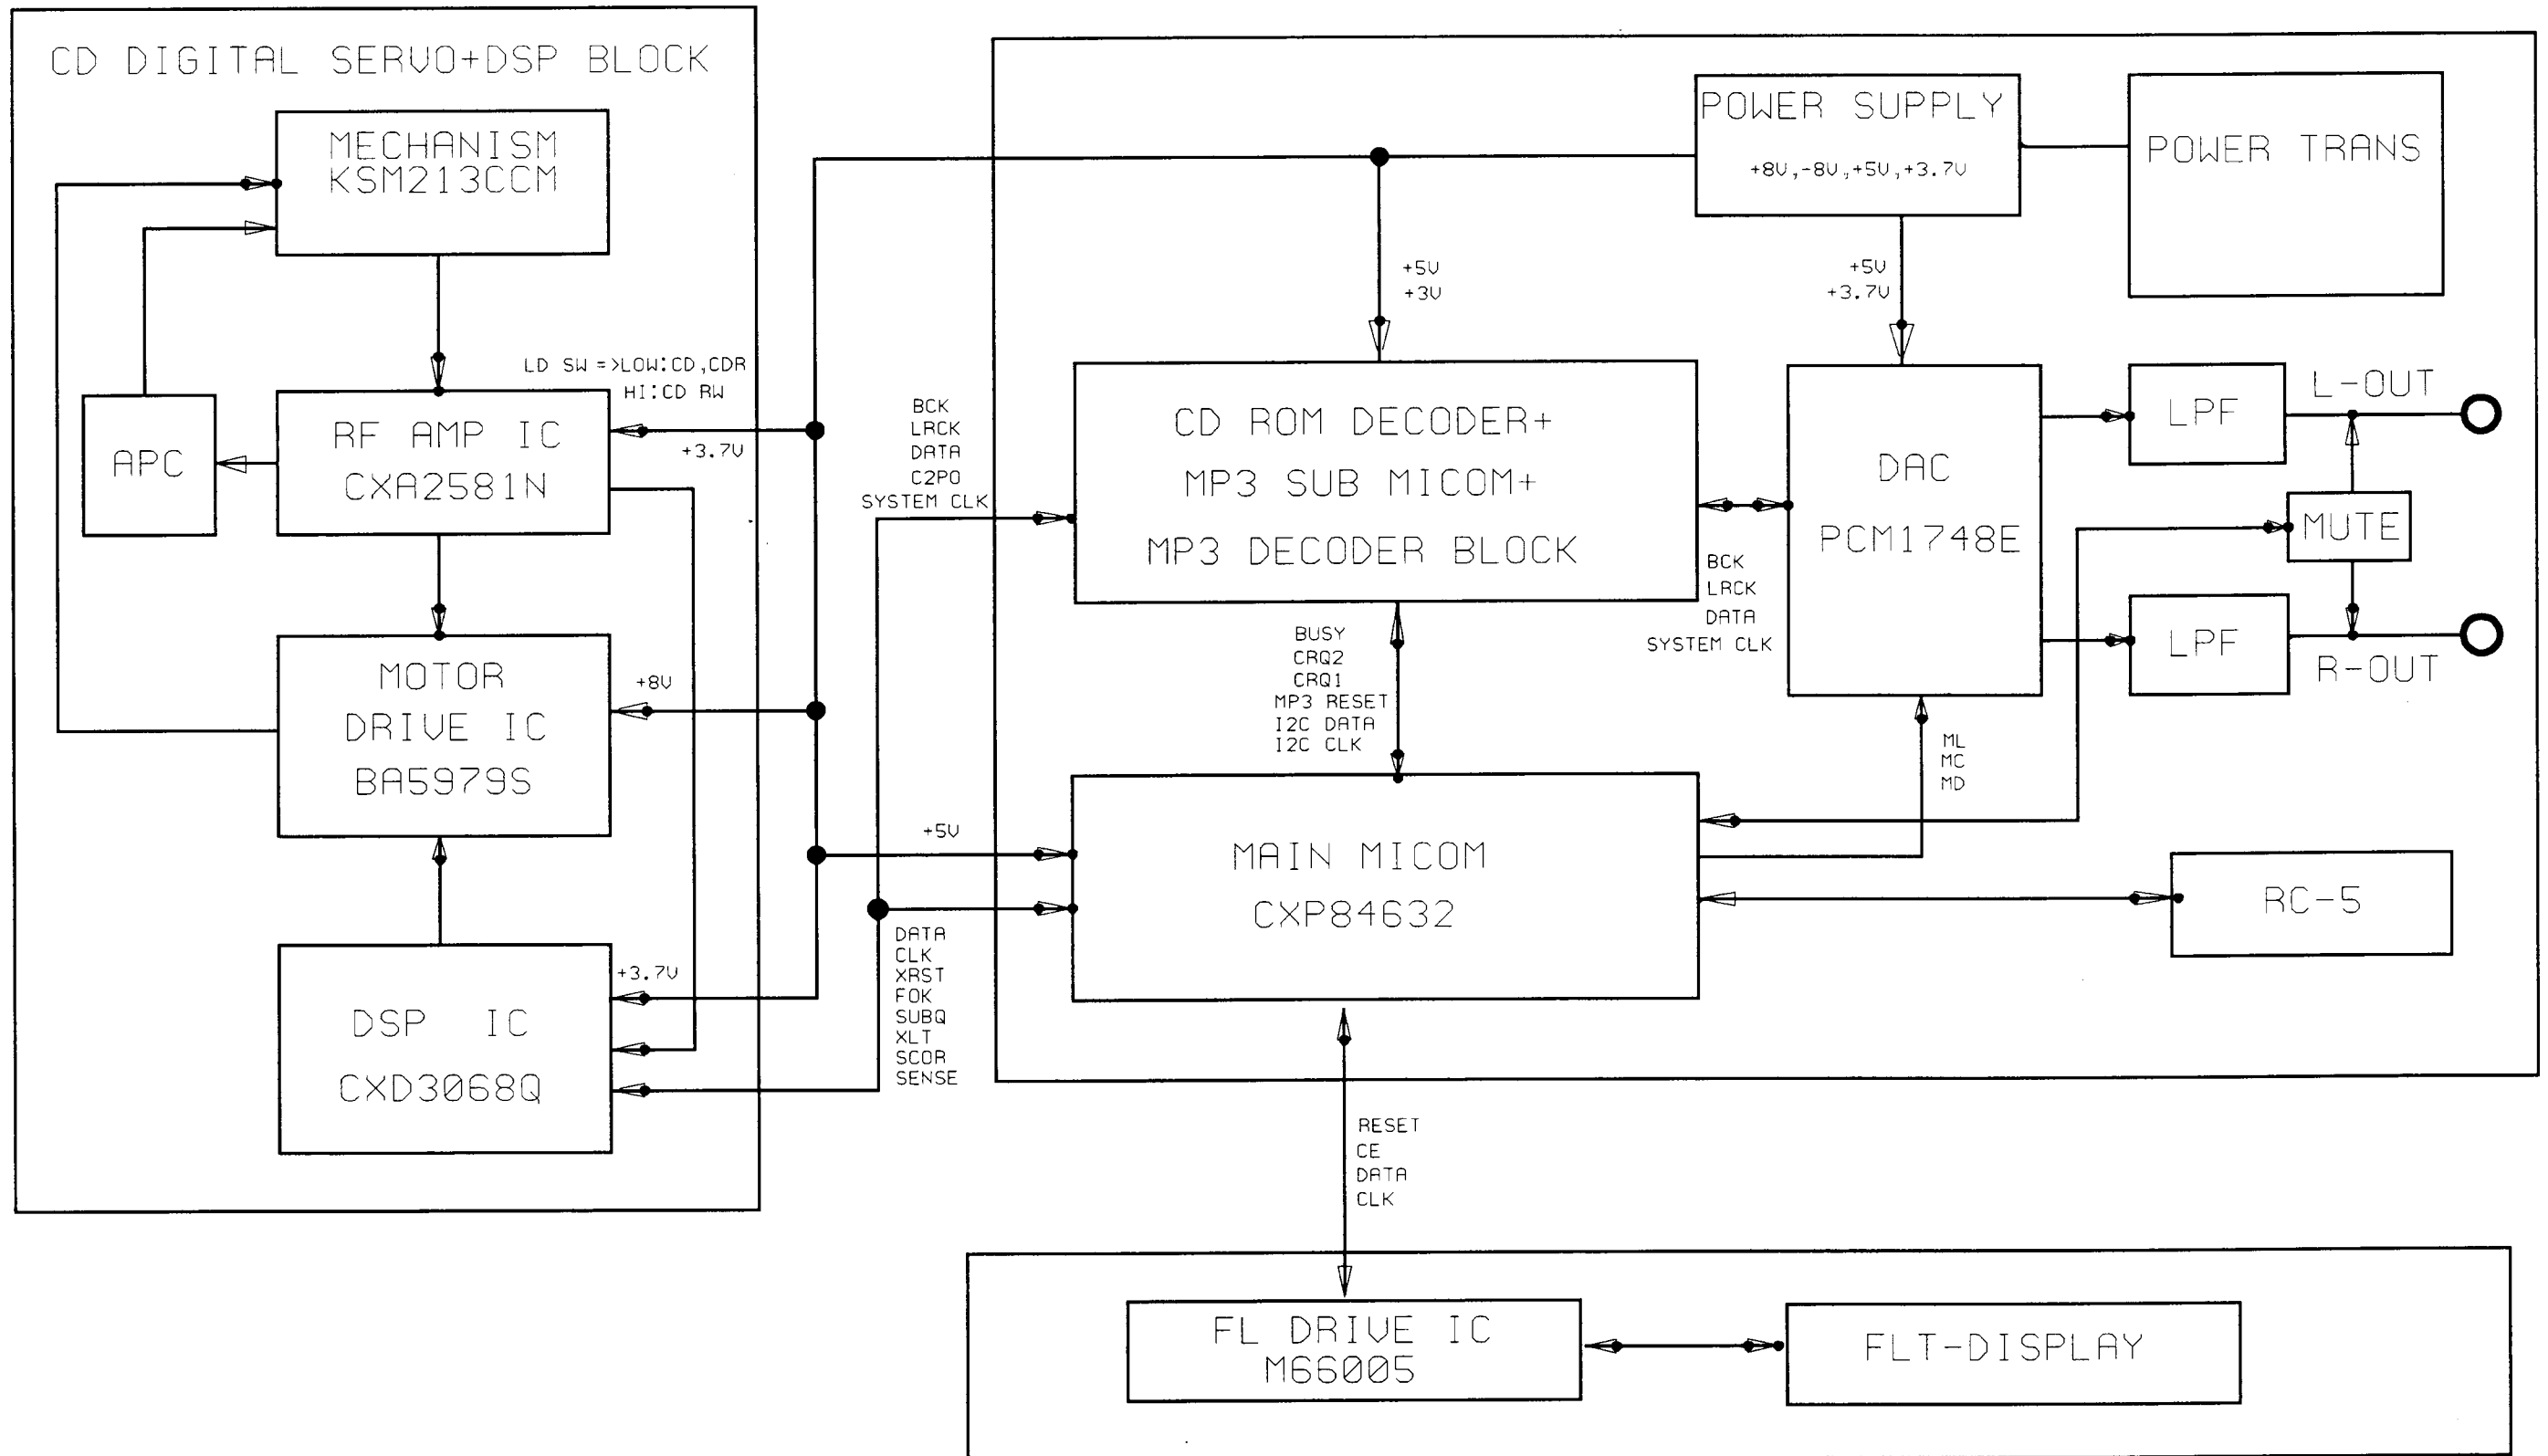 CD DIGITAL SERVO+DSP BLOCK
MECHANISM
KSM213CCM
LD SW =>LOW:CD,CDR
HI:CD RW
RF AMP IC
CXA2581N
+3.7V
APC
MOTOR
DRIVE IC
BA5979S
+8V
DSP IC
CXD3068Q
+3.7V
POWER SUPPLY
+8V,-8V,+5V,+3.7V
POWER TRANS
+5V
+3V
+5V
+3.7V
BCK
LRCK
DATA
C2PO
SYSTEM CLK
CD ROM DECODER+
MP3 SUB MICOM+
MP3 DECODER BLOCK
DAC
PCM1748E
LPF
L-OUT
MUTE
LPF
R-OUT
BCK
LRCK
DATA
SYSTEM CLK
BUSY
CRQ2
CRQ1
MP3 RESET
I2C DATA
I2C CLK
ML
MC
MD
+5V
MAIN MICOM
CXP84632
RC-5
DATA
CLK
XRST
FOK
SUBQ
XLT
SCOR
SENSE
RESET
CE
DATA
CLK
FL DRIVE IC
M66005
FLT-DISPLAY